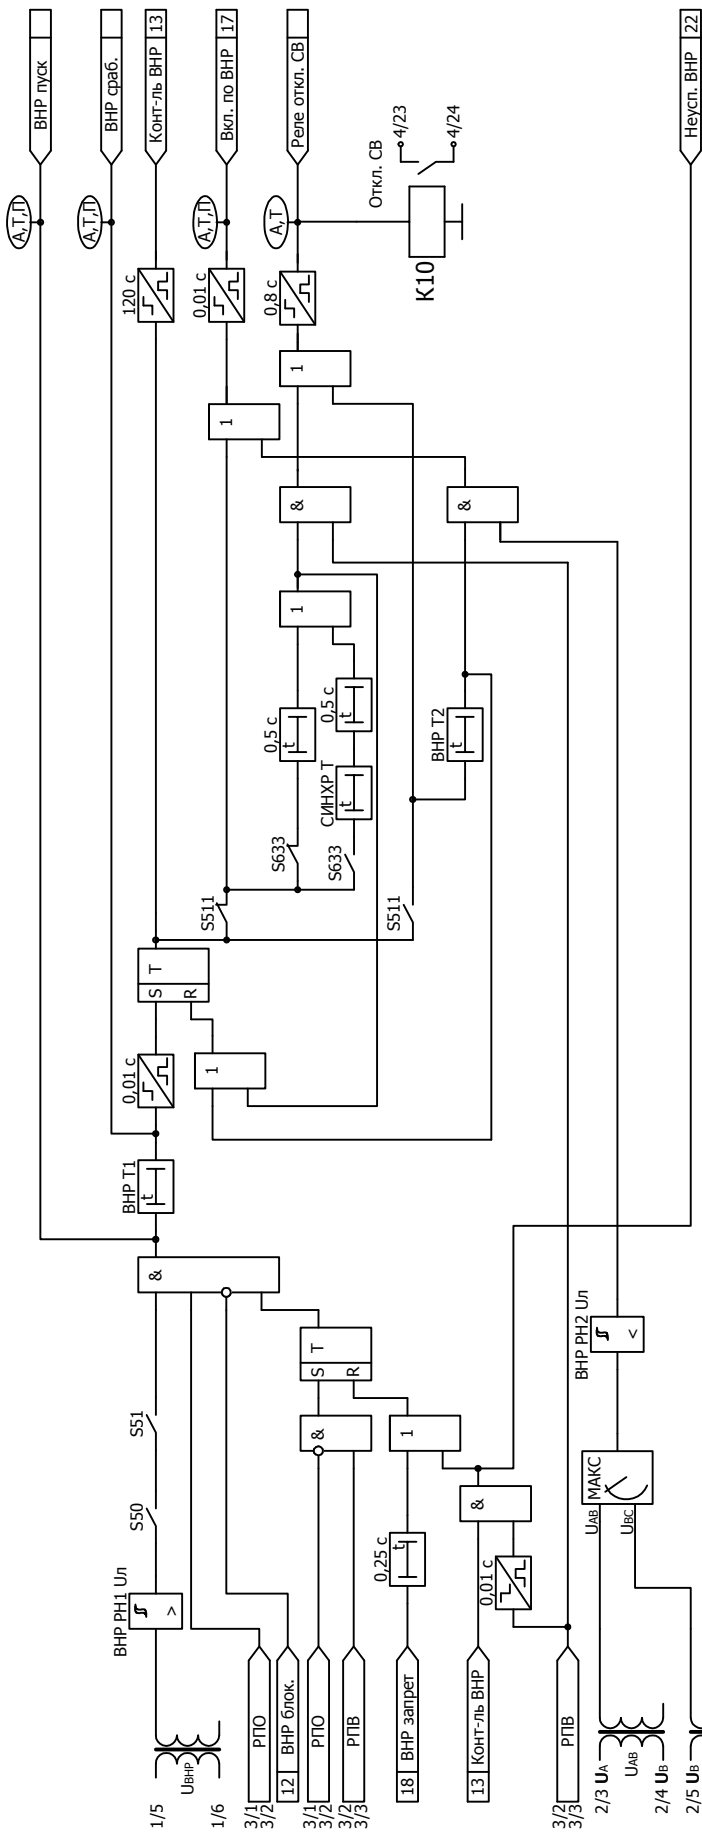 ВНР пуск
ВНР сраб.
Конт-ль ВНР 13
Вкл. по ВНР 17
Реле откл. СВ
Неусп. ВНР 22
А,Т,П
А,Т,П
А,Т,П
А,Т
Откл. СВ
4/23
4/24
К10
120 с
0,01 с
0,8 с
1
1
&
&
1
0,5 с
t
0,5 с
t
СИНХР Т
t
ВНР Т2
t
S633
S633
S511
S511
S T
R
0,01 с
1
ВНР Т1
t
&
S T
R
S51
S50
&
1
ВНР РН2 Uл
<
ВНР РН1 Uл
>
0,25 с
t
&
0,01 с
МАКС
UАВ
UВС
UВНР
1/5
1/6
3/1
3/2
РПО
12 ВНР блок.
3/1
3/2
РПО
3/2
3/3
РПВ
18 ВНР запрет
13 Конт-ль ВНР
3/2
3/3
РПВ
2/3 UА
UАВ
2/4 UВ
2/5 UВ